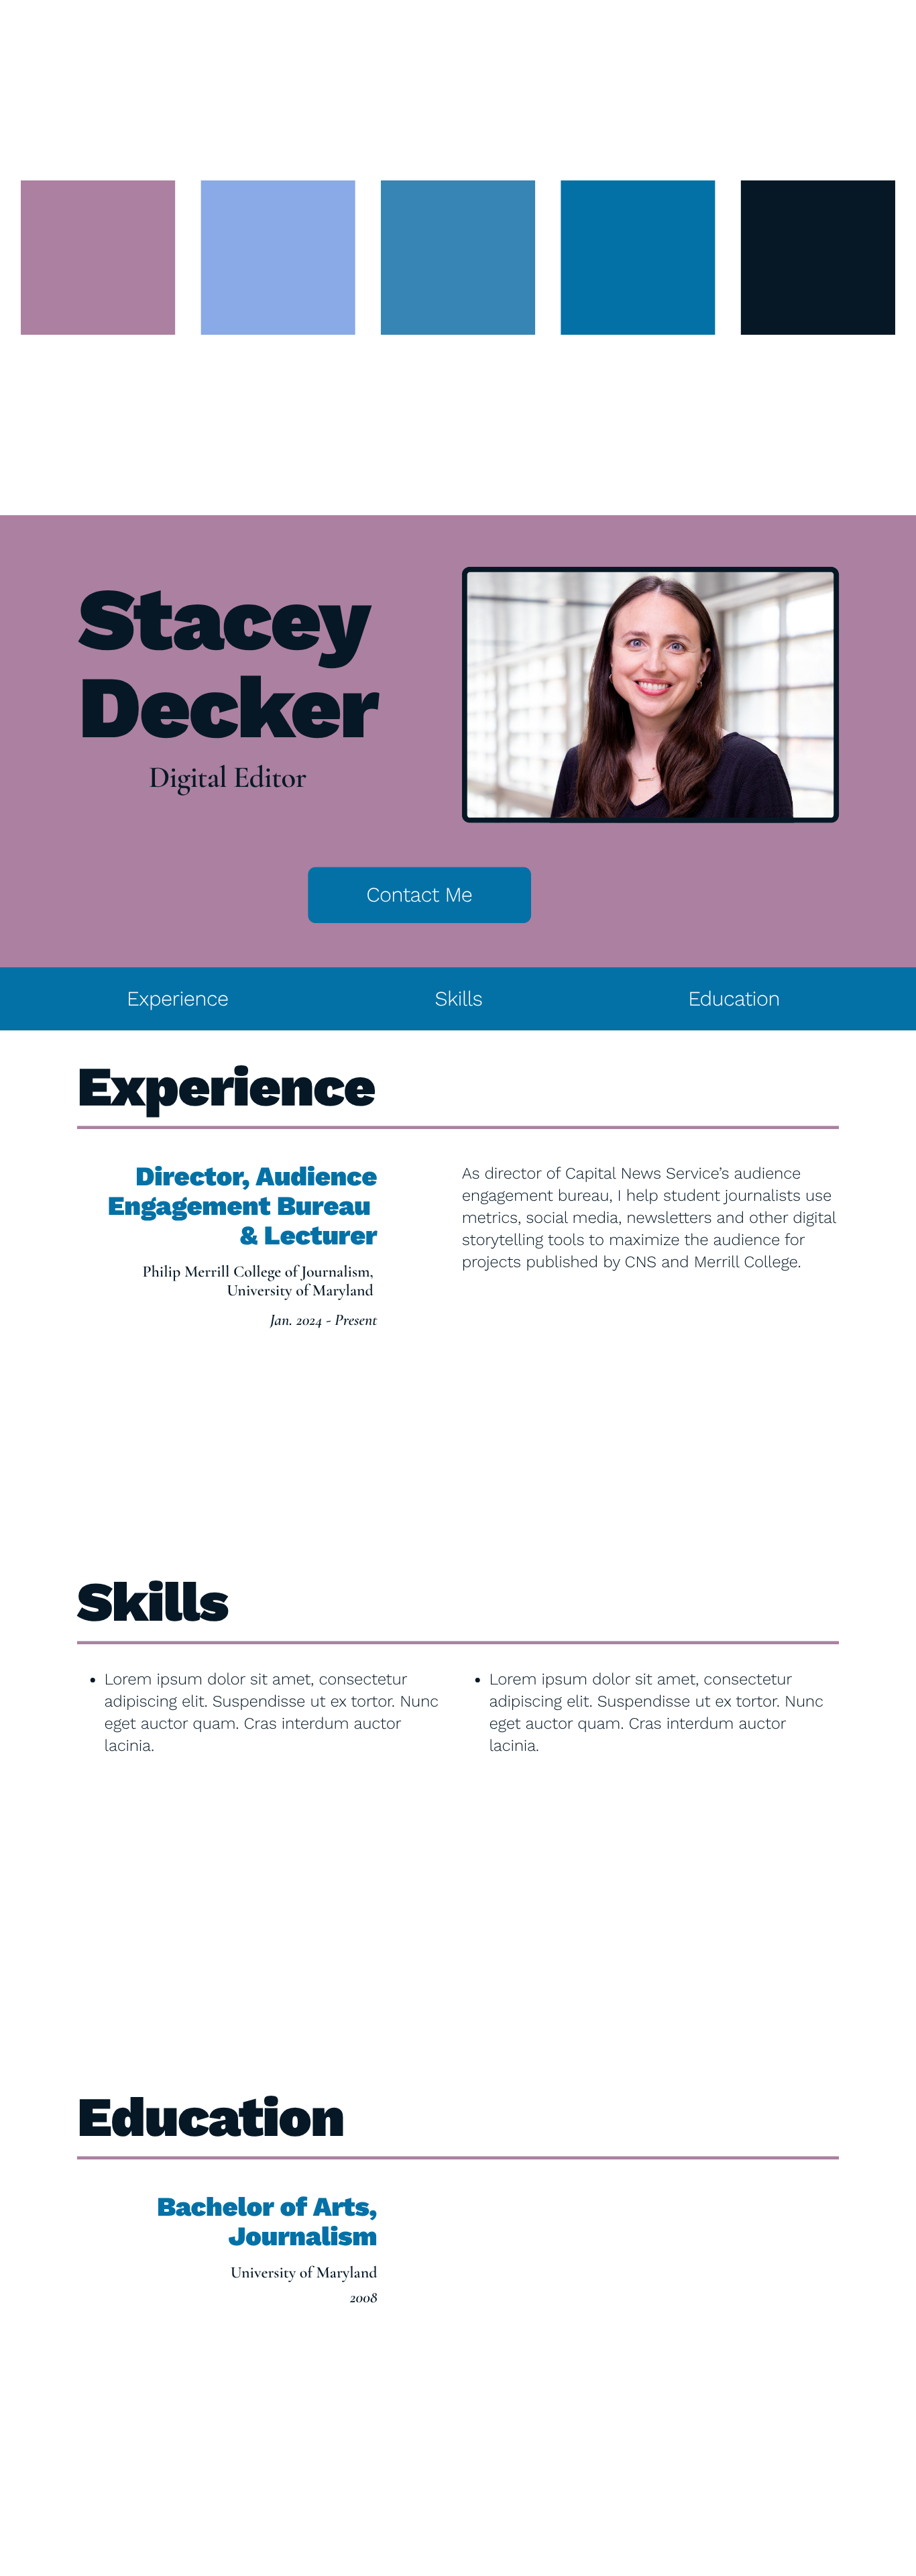 Stacey
Decker
Digital Editor
Contact Me
Experience
Skills
Education
Experience
Director, Audience
Engagement Bureau
& Lecturer
Philip Merrill College of Journalism,
University of Maryland
Jan. 2024 - Present
As director of Capital News Service’s audience
engagement bureau, I help student journalists use
metrics, social media, newsletters and other digital
storytelling tools to maximize the audience for
projects published by CNS and Merrill College.
Skills
• Lorem ipsum dolor sit amet, consectetur
adipiscing elit. Suspendisse ut ex tortor. Nunc
eget auctor quam. Cras interdum auctor
lacinia.
• Lorem ipsum dolor sit amet, consectetur
adipiscing elit. Suspendisse ut ex tortor. Nunc
eget auctor quam. Cras interdum auctor
lacinia.
Education
Bachelor of Arts,
Journalism
University of Maryland
2008